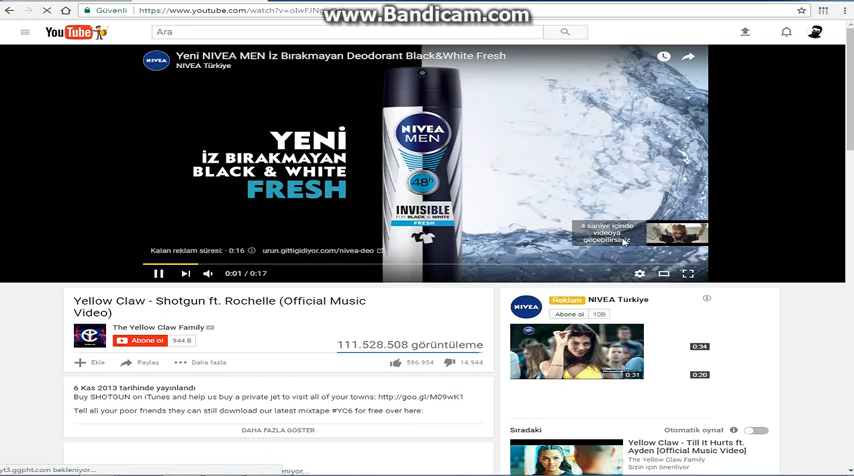 www.Bandicam.com
Güvenli
https://www.youtube.com/watch?v=oIwFJN
YouTube
Ara
NIVEA
Yeni NIVEA MEN İz Bırakmayan Deodorant Black&White Fresh
NIVEA Türkiye
YENİ
İZ BIRAKMAYAN
BLACK & WHITE
FRESH
NIVEA
MEN
48h
INVISIBLE
FOR BLACK & WHITE
FRESH
4 saniye içinde
videoya
geçebilirsiniz
Kalan reklam süresi: · 0:16
urun.gittigidiyor.com/nivea-deo
0:01 / 0:17
Yellow Claw - Shotgun ft. Rochelle (Official Music
Video)
The Yellow Claw Family
Abone ol
944 B
111.528.508 görüntüleme
Ekle
Paylaş
Daha fazla
596.934
14.944
6 Kas 2013 tarihinde yayınlandı
Buy SHOTGUN on iTunes and help us buy a private jet to visit all of your towns: http://goo.gl/M09wK1
Tell all your poor friends they can still download our latest mixtape #YC6 for free over here:
DAHA FAZLA GÖSTER
NIVEA
Reklam NIVEA Türkiye
Abone ol
10B
0:31
0:34
0:20
Sıradaki
Otomatik oynat
Yellow Claw - Till It Hurts ft.
Ayden [Official Music Video]
The Yellow Claw Family
Sizin için öneriliyor
yt3.ggpht.com bekleniyor...